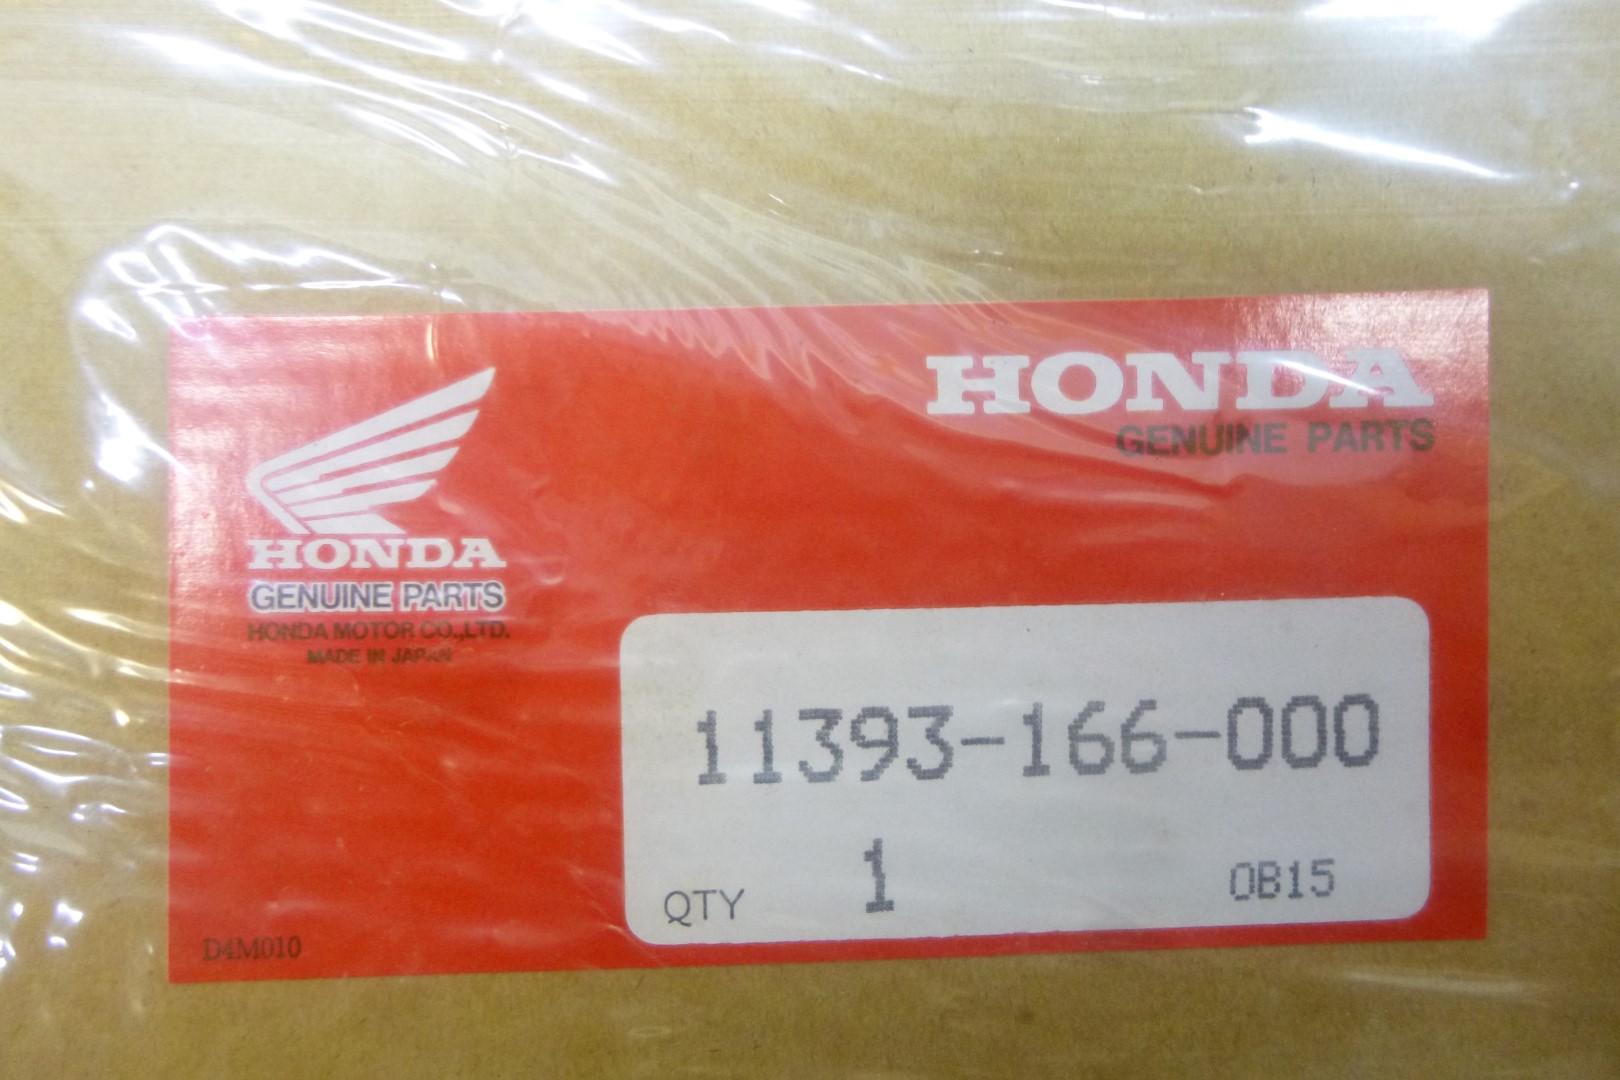 HONDA
GENUINE PARTS
HONDA
GENUINE PARTS
HONDA MOTOR CO.,LTD.
MADE IN JAPAN
11393-166-000
QTY 1 0B15
D4M010